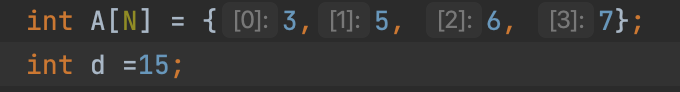 int A[N] = {[0]: 3,[1]: 5, [2]: 6, [3]: 7};
int d =15;